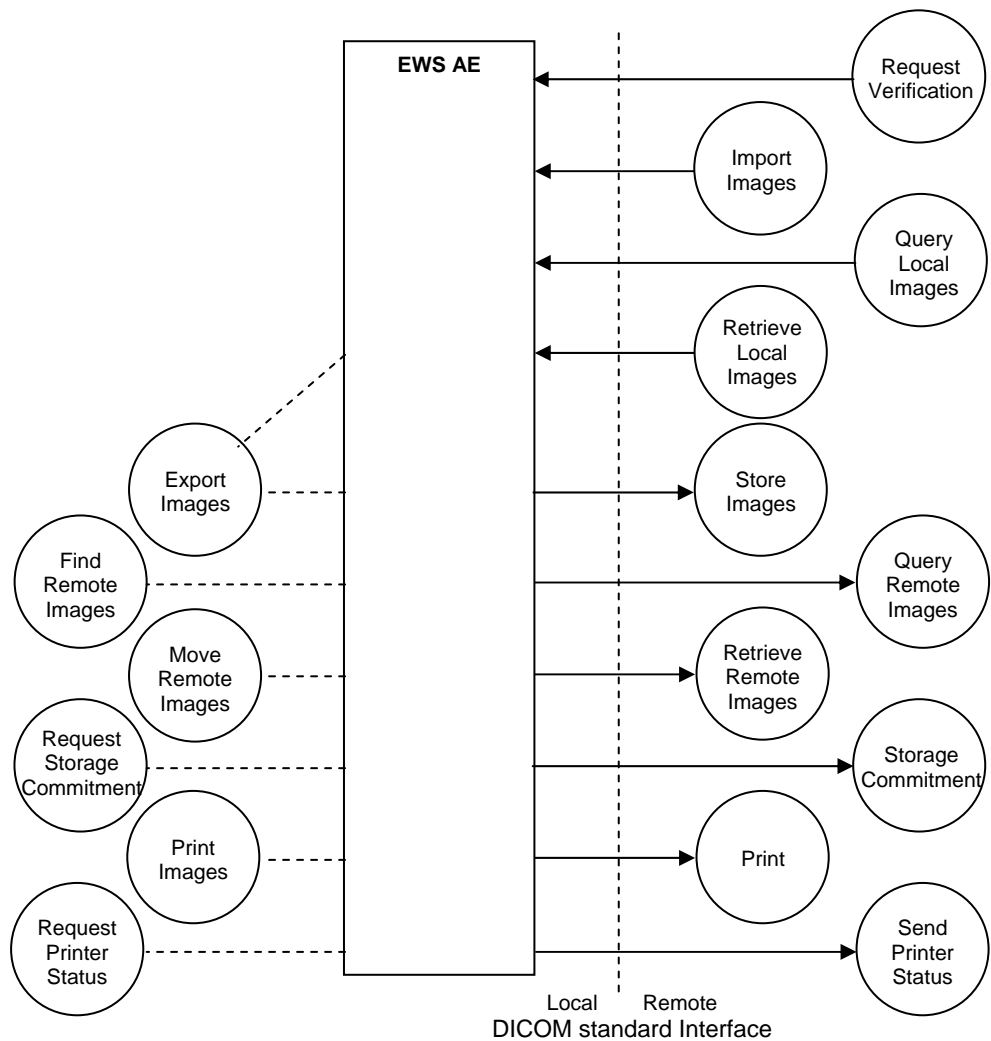 EWS AE
Request
Verification
Import
Images
Query
Local
Images
Retrieve
Local
Images
Export
Images
Store
Images
Find
Remote
Images
Query
Remote
Images
Move
Remote
Images
Retrieve
Remote
Images
Request
Storage
Commitment
Storage
Commitment
Print
Images
Print
Request
Printer
Status
Send
Printer
Status
Local Remote
DICOM standard Interface